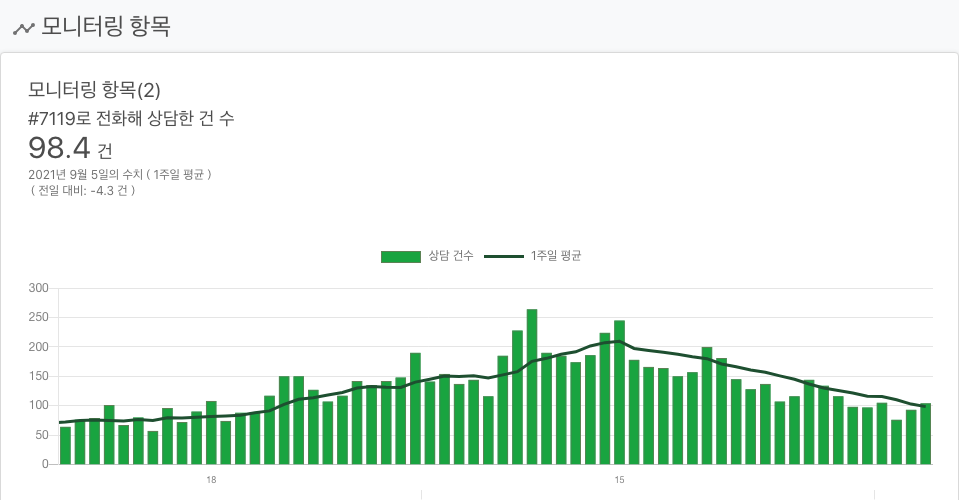 모니터링 항목
모니터링 항목(2)
#7119로 전화해 상담한 건 수
98.4 건
2021년 9월 5일의 수치 ( 1주일 평균 )
( 전일 대비: -4.3 건 )
상담 건수 1주일 평균
300
250
200
150
100
50
0
18 15